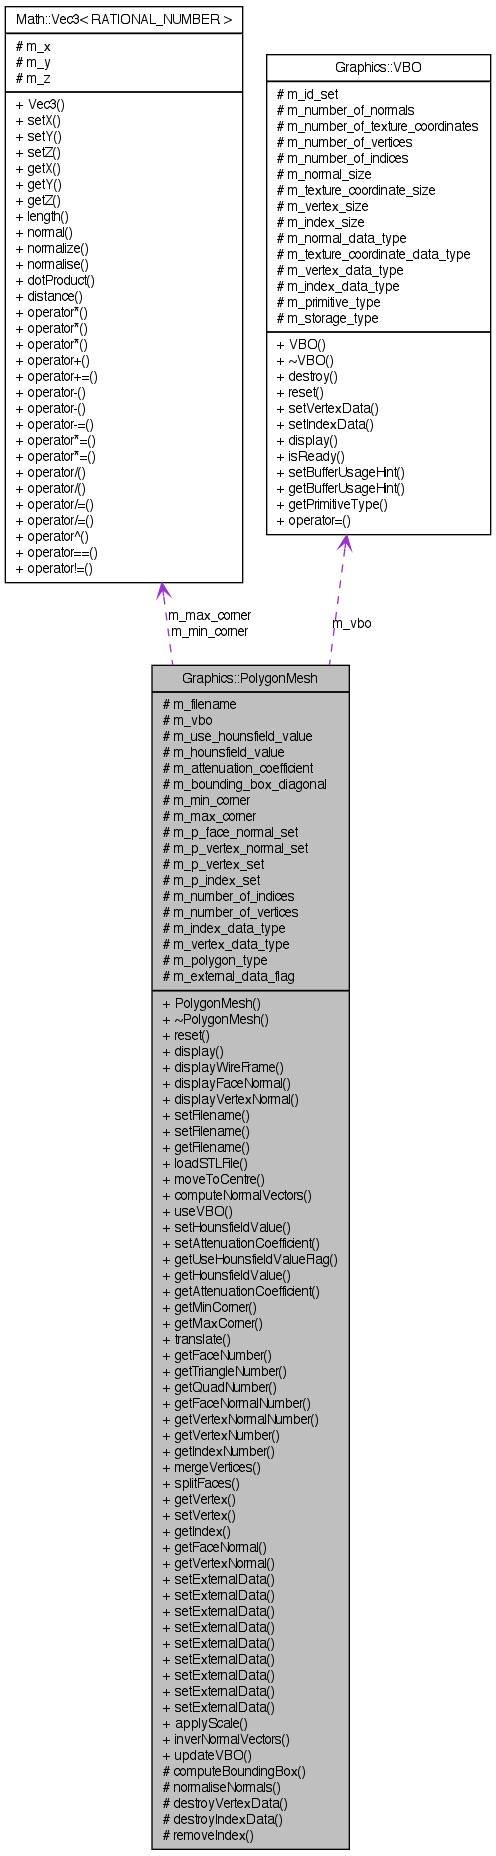 Math::Vec3< RATIONAL_NUMBER >
# m_x
# m_y
# m_z
+ Vec3()
+ setX()
+ setY()
+ setZ()
+ getX()
+ getY()
+ getZ()
+ length()
+ normal()
+ normalize()
+ normalise()
+ dotProduct()
+ distance()
+ operator*()
+ operator*()
+ operator*()
+ operator+()
+ operator+=()
+ operator-()
+ operator-()
+ operator-=()
+ operator*=()
+ operator*=()
+ operator/()
+ operator/()
+ operator/=()
+ operator/=()
+ operator^()
+ operator==()
+ operator!=()
Graphics::VBO
# m_id_set
# m_number_of_normals
# m_number_of_texture_coordinates
# m_number_of_vertices
# m_number_of_indices
# m_normal_size
# m_texture_coordinate_size
# m_vertex_size
# m_index_size
# m_normal_data_type
# m_texture_coordinate_data_type
# m_vertex_data_type
# m_index_data_type
# m_primitive_type
# m_storage_type
+ VBO()
+ ~VBO()
+ destroy()
+ reset()
+ setVertexData()
+ setIndexData()
+ display()
+ isReady()
+ setBufferUsageHint()
+ getBufferUsageHint()
+ getPrimitiveType()
+ operator=()
m_max_corner
m_min_corner
m_vbo
Graphics::PolygonMesh
# m_filename
# m_vbo
# m_use_hounsfield_value
# m_hounsfield_value
# m_attenuation_coefficient
# m_bounding_box_diagonal
# m_min_corner
# m_max_corner
# m_p_face_normal_set
# m_p_vertex_normal_set
# m_p_vertex_set
# m_p_index_set
# m_number_of_indices
# m_number_of_vertices
# m_index_data_type
# m_vertex_data_type
# m_polygon_type
# m_external_data_flag
+ PolygonMesh()
+ ~PolygonMesh()
+ reset()
+ display()
+ displayWireFrame()
+ displayFaceNormal()
+ displayVertexNormal()
+ setFilename()
+ setFilename()
+ getFilename()
+ loadSTLFile()
+ moveToCentre()
+ computeNormalVectors()
+ useVBO()
+ setHounsfieldValue()
+ setAttenuationCoefficient()
+ getUseHounsfieldValueFlag()
+ getHounsfieldValue()
+ getAttenuationCoefficient()
+ getMinCorner()
+ getMaxCorner()
+ translate()
+ getFaceNumber()
+ getTriangleNumber()
+ getQuadNumber()
+ getFaceNormalNumber()
+ getVertexNormalNumber()
+ getVertexNumber()
+ getIndexNumber()
+ mergeVertices()
+ splitFaces()
+ getVertex()
+ setVertex()
+ getIndex()
+ getFaceNormal()
+ getVertexNormal()
+ setExternalData()
+ setExternalData()
+ setExternalData()
+ setExternalData()
+ setExternalData()
+ setExternalData()
+ setExternalData()
+ setExternalData()
+ setExternalData()
+ applyScale()
+ inverNormalVectors()
+ updateVBO()
# computeBoundingBox()
# normaliseNormals()
# destroyVertexData()
# destroyIndexData()
# removeIndex()